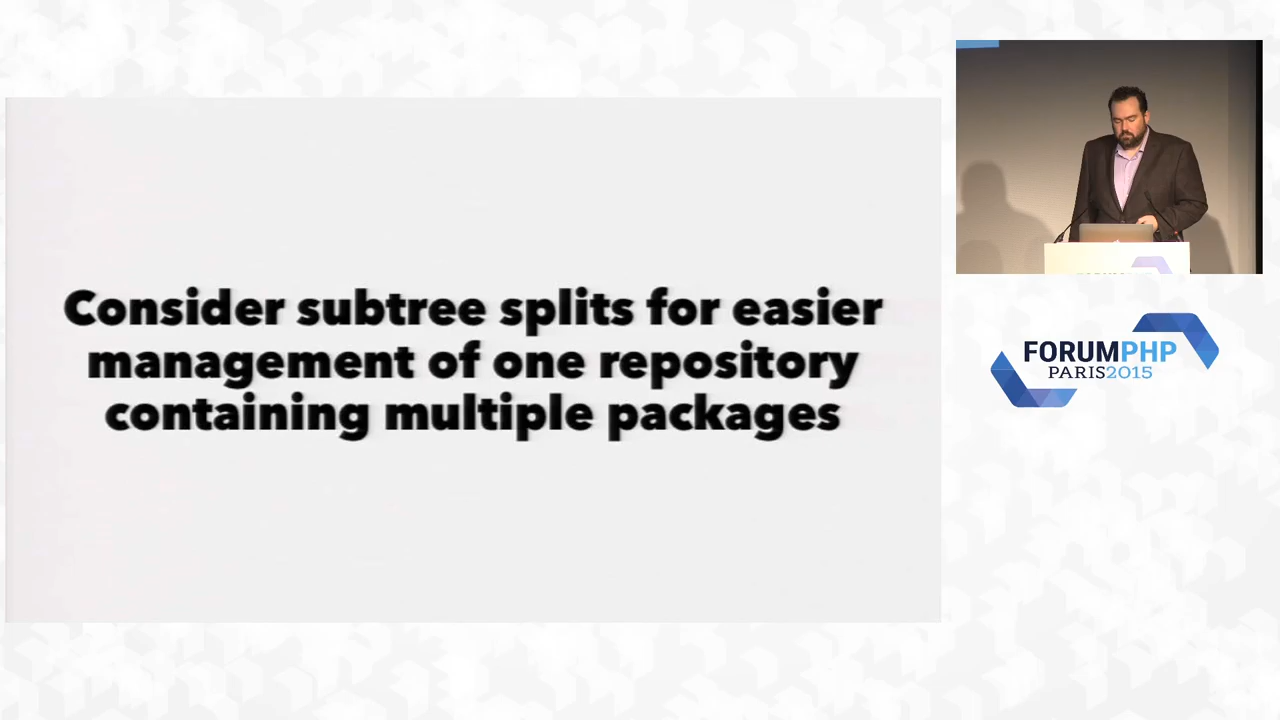 Consider subtree splits for easier
management of one repository
containing multiple packages
FORUMPHP
PARIS2015